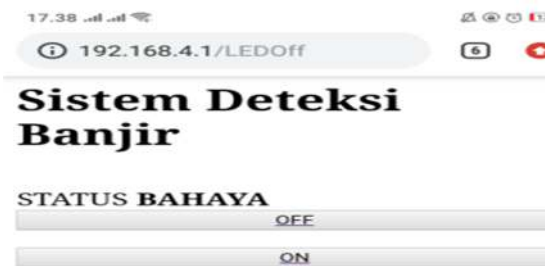 17.38
192.168.4.1/LEDOff
6
Sistem Deteksi
Banjir
STATUS BAHAYA
OFF
ON